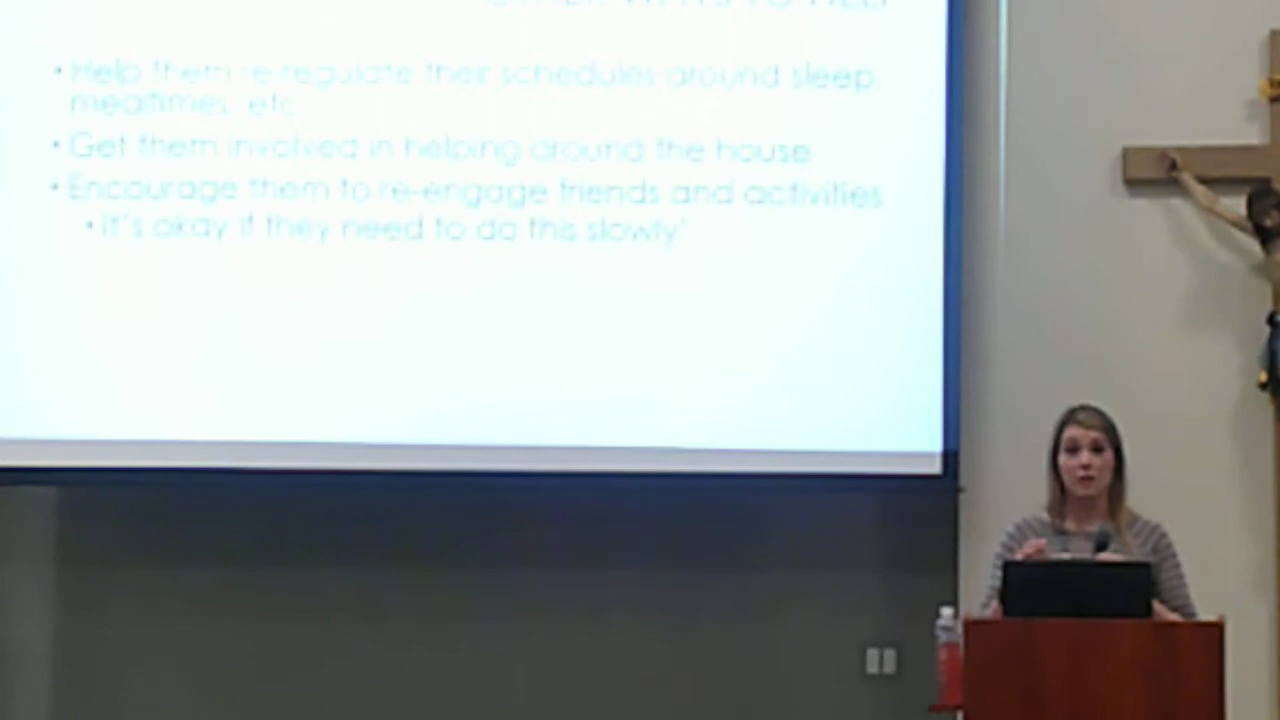 • Help them re-regulate their schedules around sleep,
mealtimes, etc.
• Get them involved in helping around the house
• Encourage them to re-engage friends and activities
• It's okay if they need to do this slowly'